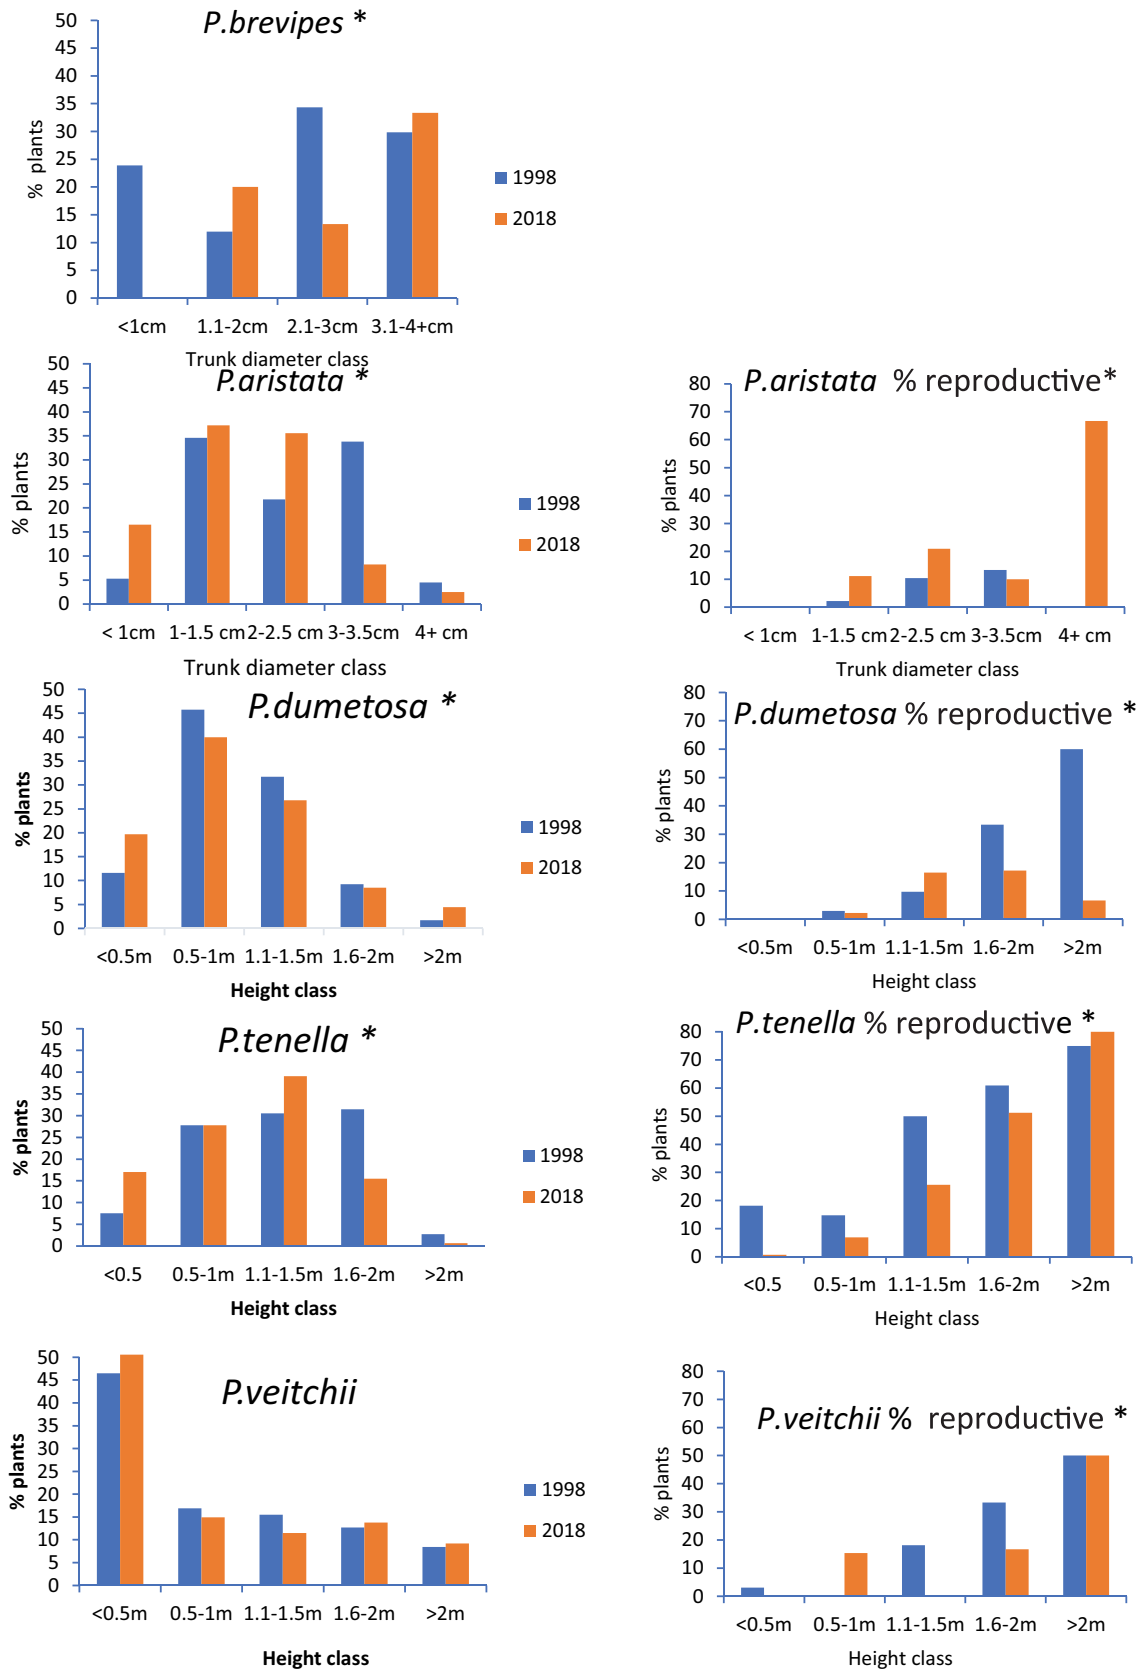 P.brevipes *
50
45
40
35
30
25
20
15
10
5
0
% plants
<1cm 1.1-2cm 2.1-3cm 3.1-4+cm
Trunk diameter class
1998
2018
P.aristata *
50
45
40
35
30
25
20
15
10
5
0
% plants
< 1cm 1-1.5 cm 2-2.5 cm 3-3.5cm 4+ cm
Trunk diameter class
1998
2018
P.aristata % reproductive*
80
70
60
50
40
30
20
10
0
% plants
< 1cm 1-1.5 cm 2-2.5 cm 3-3.5cm 4+ cm
Trunk diameter class
P.dumetosa *
50
45
40
35
30
25
20
15
10
5
0
% plants
<0.5m 0.5-1m 1.1-1.5m 1.6-2m >2m
Height class
1998
2018
P.dumetosa % reproductive *
80
70
60
50
40
30
20
10
0
% plants
<0.5m 0.5-1m 1.1-1.5m 1.6-2m >2m
Height class
P.tenella *
50
45
40
35
30
25
20
15
10
5
0
% plants
<0.5 0.5-1m 1.1-1.5m 1.6-2m >2m
Height class
1998
2018
P.tenella % reproductive *
80
70
60
50
40
30
20
10
0
% plants
<0.5 0.5-1m 1.1-1.5m 1.6-2m >2m
Height class
P.veitchii
50
45
40
35
30
25
20
15
10
5
0
% plants
<0.5m 0.5-1m 1.1-1.5m 1.6-2m >2m
Height class
1998
2018
P.veitchii % reproductive *
80
70
60
50
40
30
20
10
0
% plants
<0.5m 0.5-1m 1.1-1.5m 1.6-2m >2m
Height class